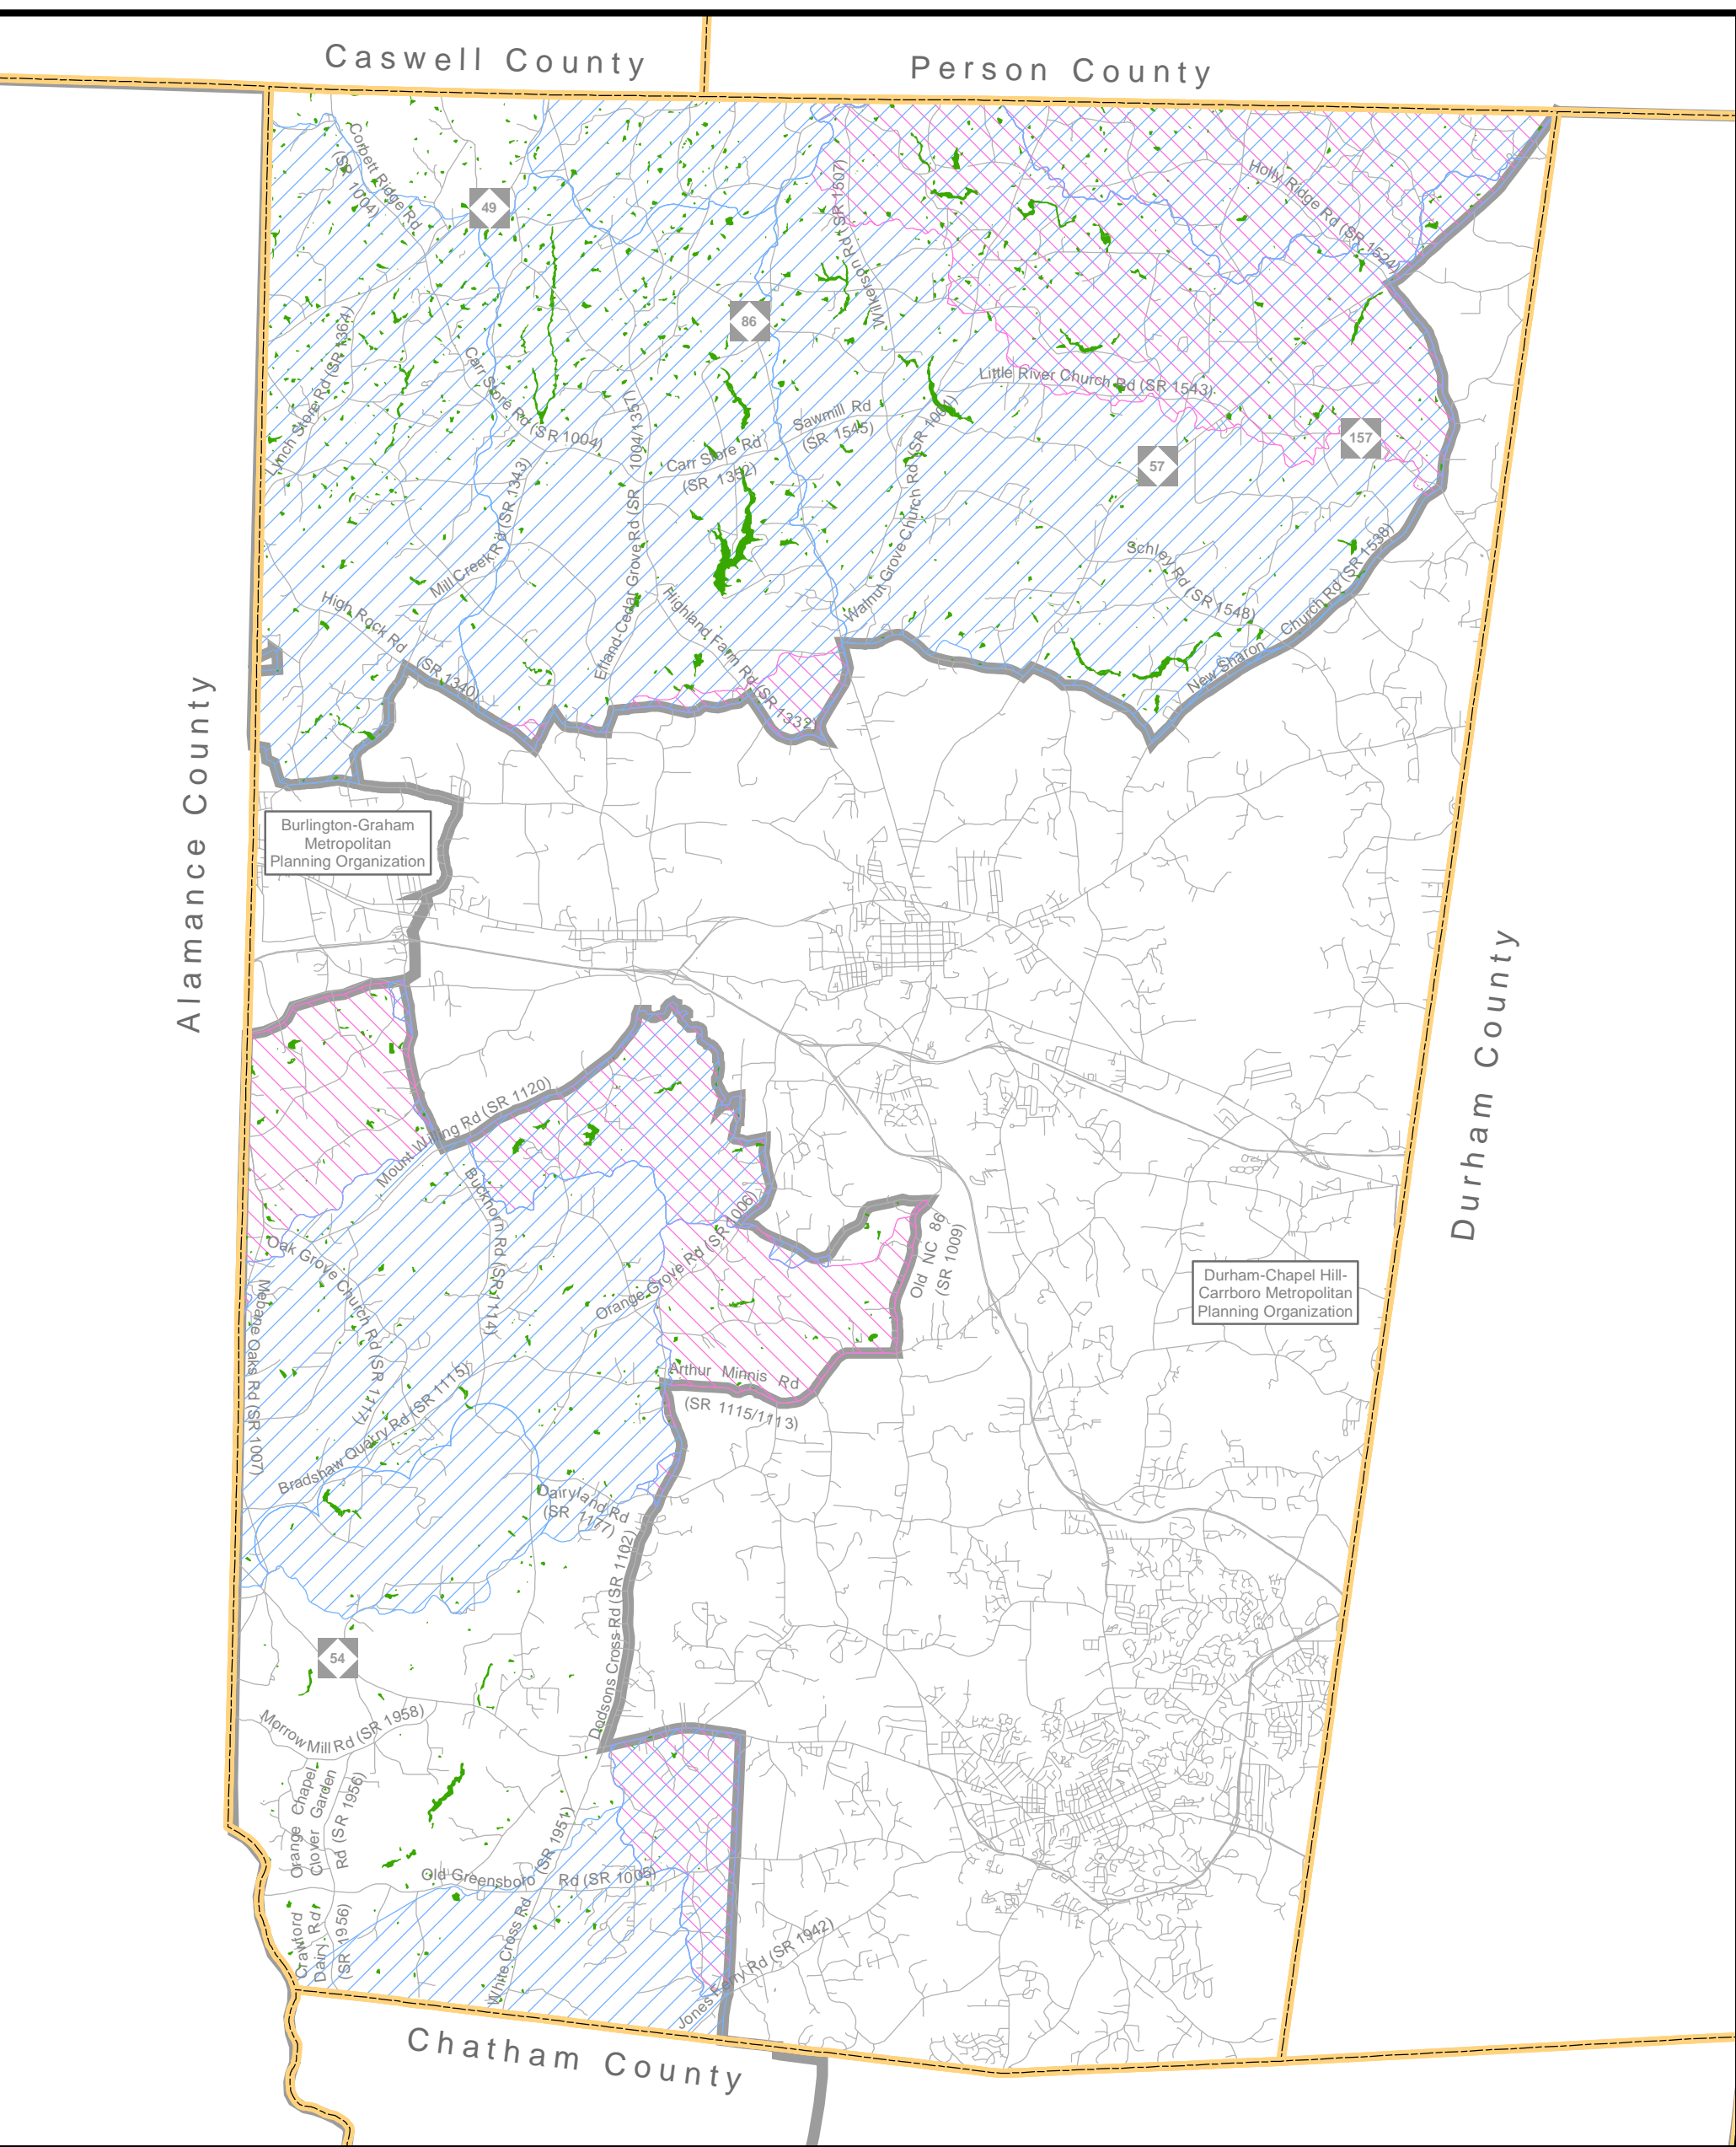 Caswell County
Person County
Corbett Ridge Rd
(SR 1004)
49
Wilkerson Rd (SR 1507)
Holly Ridge Rd (SR 1524)
86
Lynch Store Rd (SR 1364)
Carr Store Rd (SR 1004)
Little River Church Rd (SR 1543)
Efland-Cedar Grove Rd (SR 1004/1357)
Sawmill Rd
(SR 1545)
Carr Store Rd
(SR 1352)
157
57
Mill Creek Rd (SR 1343)
Walnut Grove Church Rd (SR 1001)
Schley Rd (SR 1548)
New Sharon Church Rd (SR 1538)
High Rock Rd (SR 1340)
Highland Farm Rd (SR 1332)
Alamance County
Burlington-Graham
Metropolitan
Planning Organization
Durham County
Mount Willing Rd (SR 1120)
Buckhorn Rd (SR 1114)
Orange Grove Rd (SR 1006)
Old NC 86
(SR 1009)
Oak Grove Church Rd (SR 1117)
Mebane Oaks Rd (SR 1007)
Durham-Chapel Hill-
Carrboro Metropolitan
Planning Organization
Arthur Minnis Rd
(SR 1115/1113)
Bradshaw Quarry Rd (SR 1115)
Dairyland Rd
(SR 1177)
Dodsons Cross Rd (SR 1102)
54
Morrow Mill Rd (SR 1958)
Orange Chapel
Clover Garden
Rd (SR 1956)
Old Greensboro Rd (SR 1005)
White Cross Rd (SR 1951)
Crawford
Dairy Rd
(SR 1956)
Jones Ferry Rd (SR 1942)
Chatham County